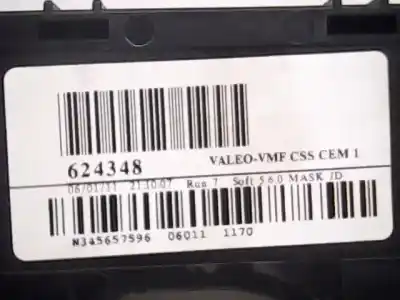 624348 VALEO-VMF CSS CEM 1
06/01/11 21:10:07 Run 7 Soft 5.6.0 MASK /D
N345657596 06011 1170